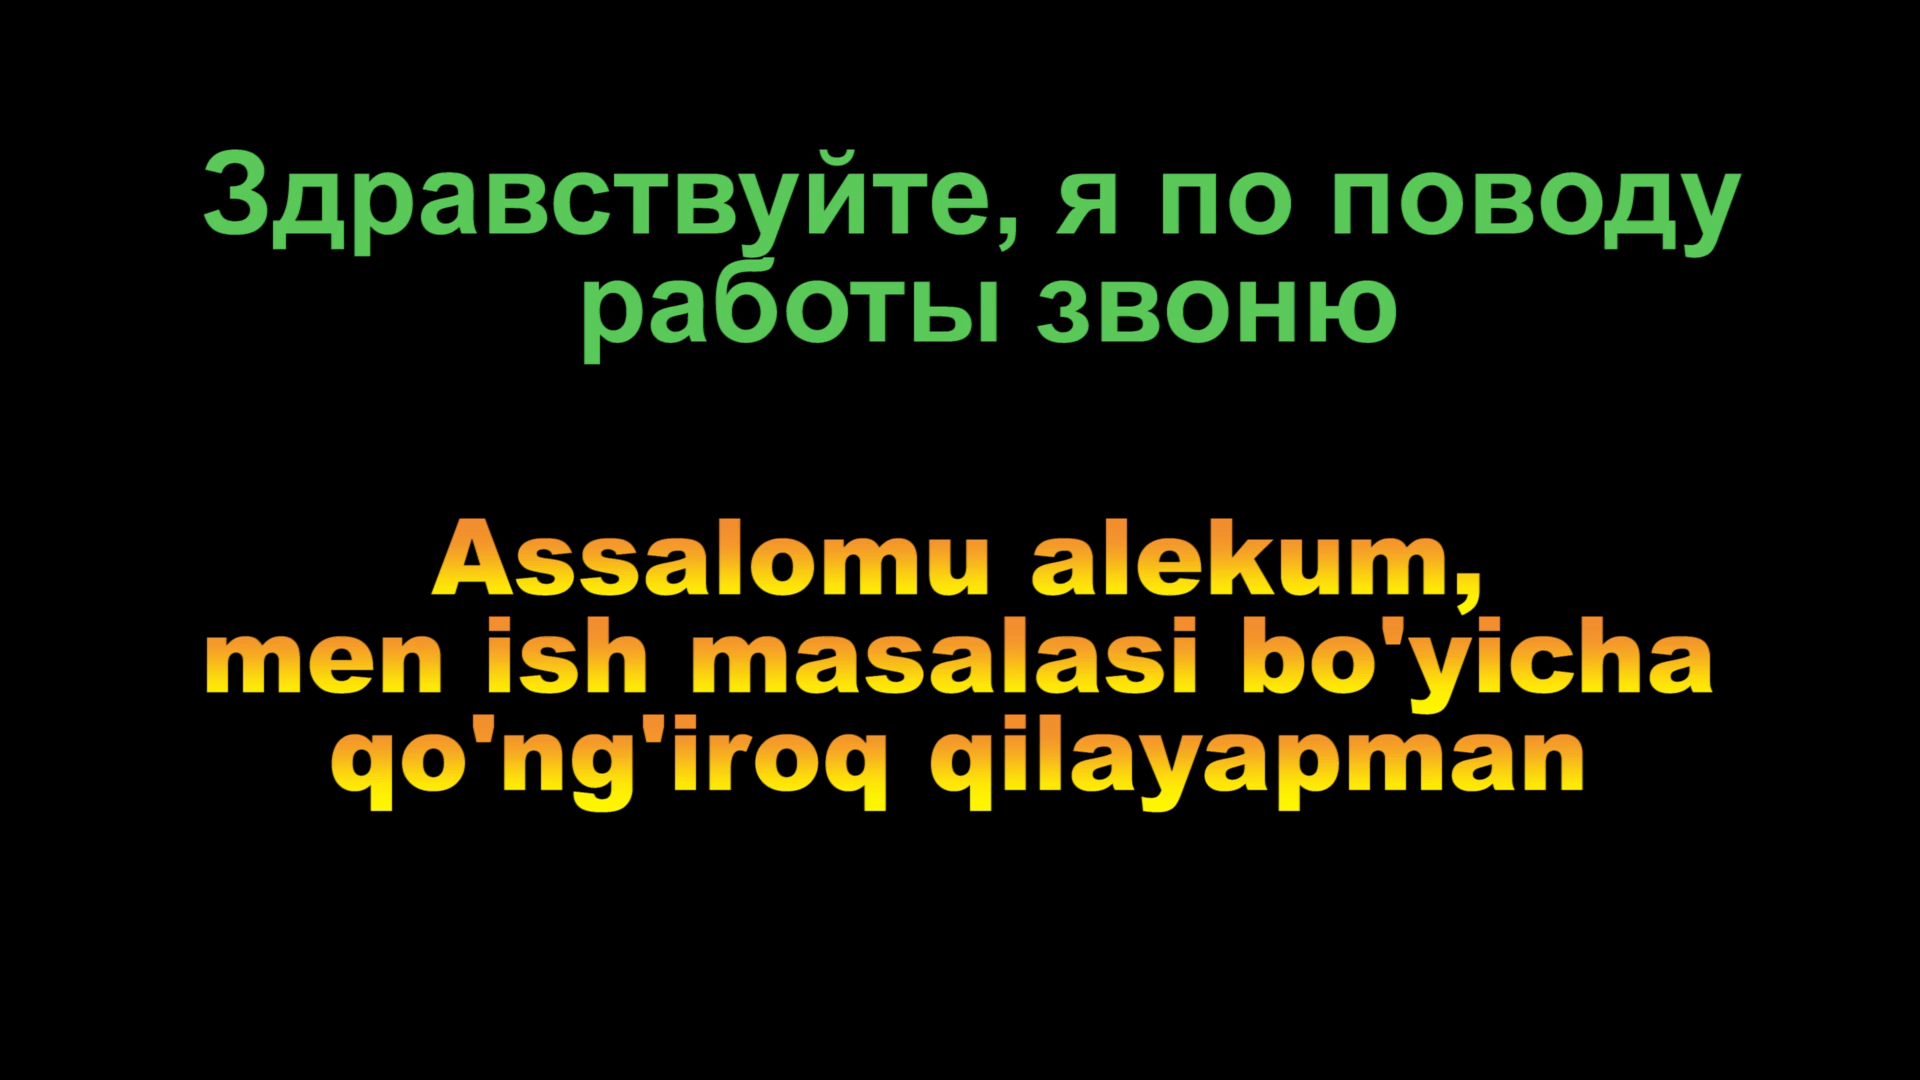 Здравствуйте, я по поводу
работы звоню
Assalomu alekum,
men ish masalasi bo'yicha
qo'ng'iroq qilayapman